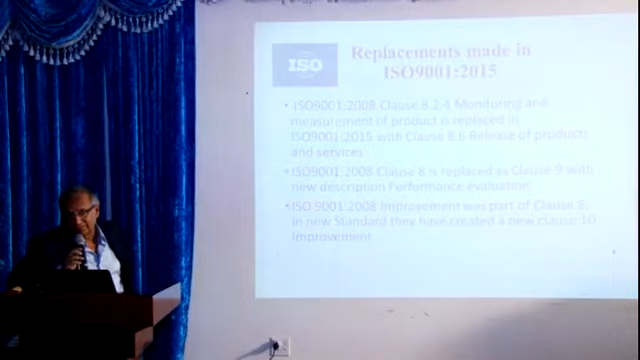 ISO
Replacements made in
ISO9001:2015
• ISO9001:2008 Clause 8.2.4 Monitoring and
measurement of product is replaced in
ISO9001:2015 with Clause 8.6 Release of products
and services
• ISO9001:2008 Clause 8 is replaced as Clause 9 with
new description Performance evaluation
• ISO 9001:2008 Improvement was part of Clause 8,
in new Standard they have created a new clause 10
Improvement